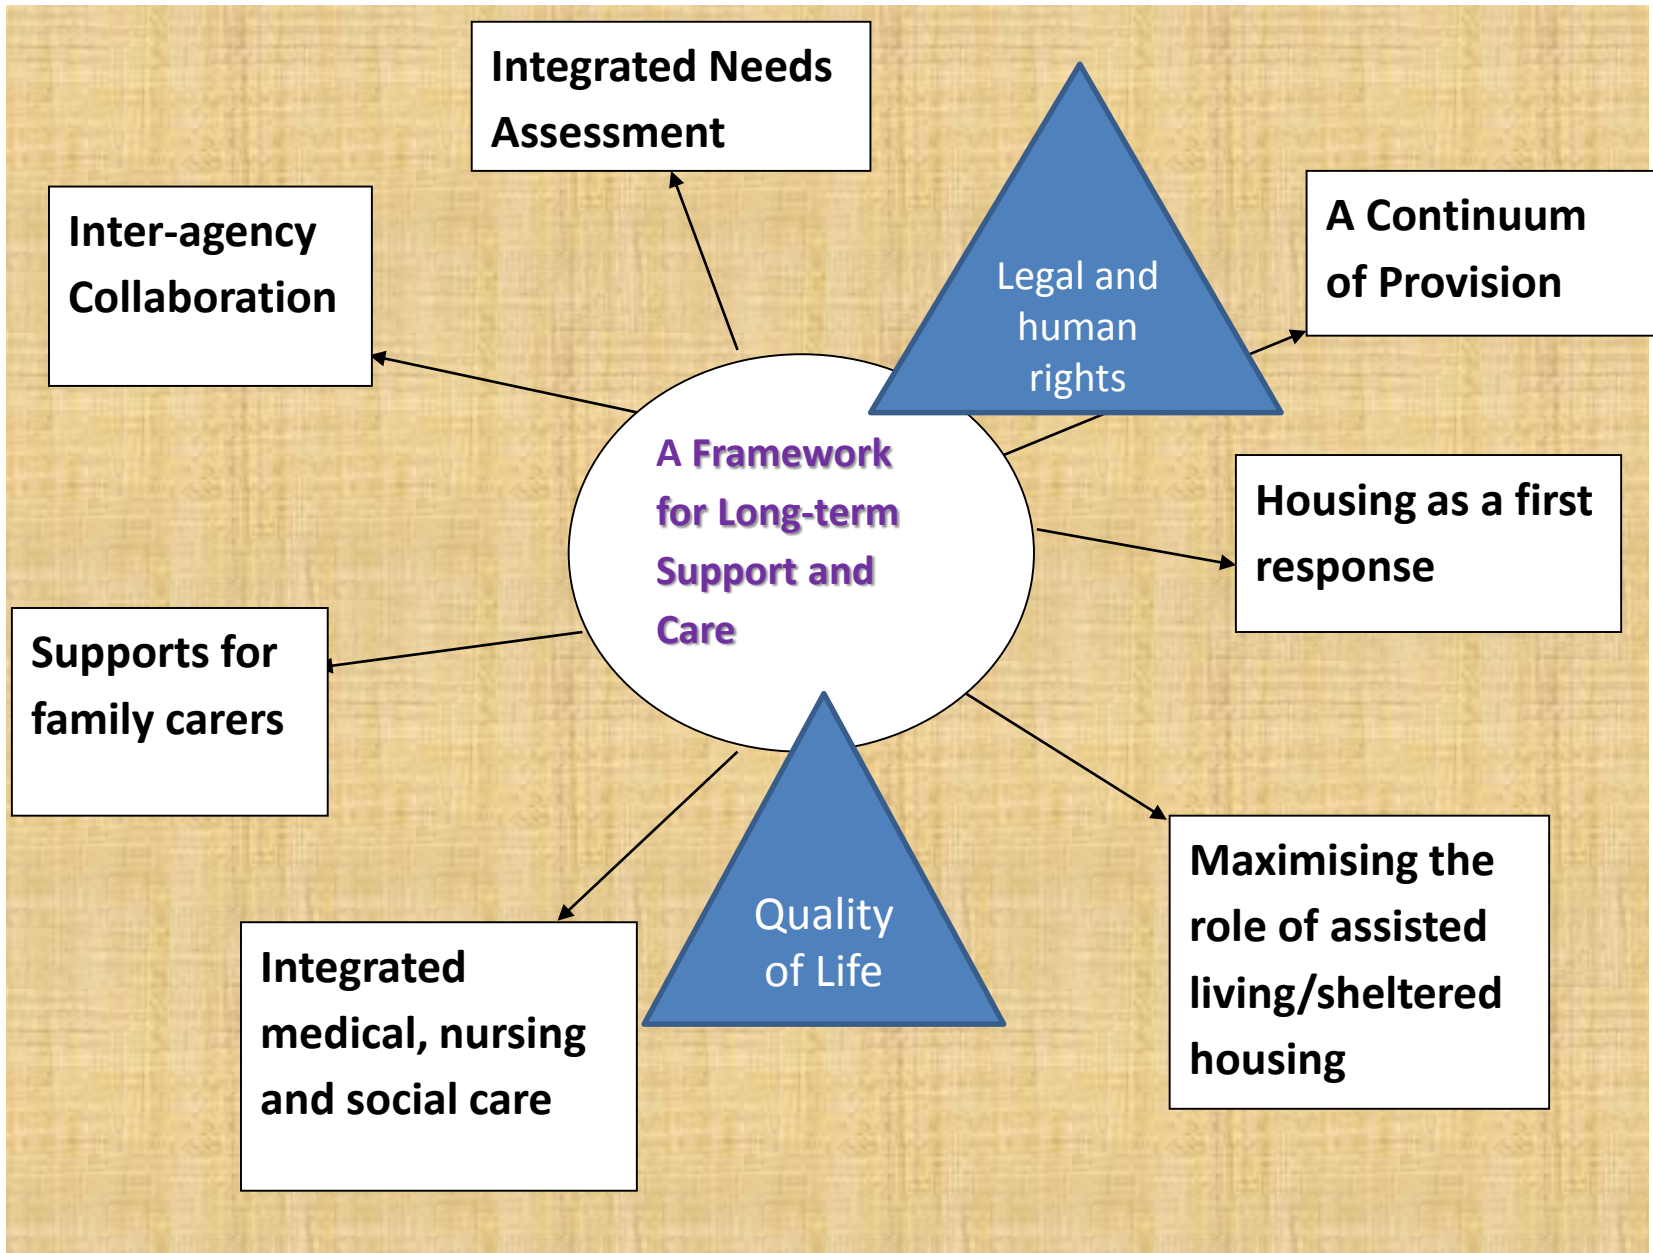 Integrated Needs
Assessment
Inter-agency
Collaboration
Legal and
human
rights
A Continuum
of Provision
A Framework
for Long-term
Support and
Care
Housing as a first
response
Supports for
family carers
Quality
of Life
Maximising the
role of assisted
living/sheltered
housing
Integrated
medical, nursing
and social care